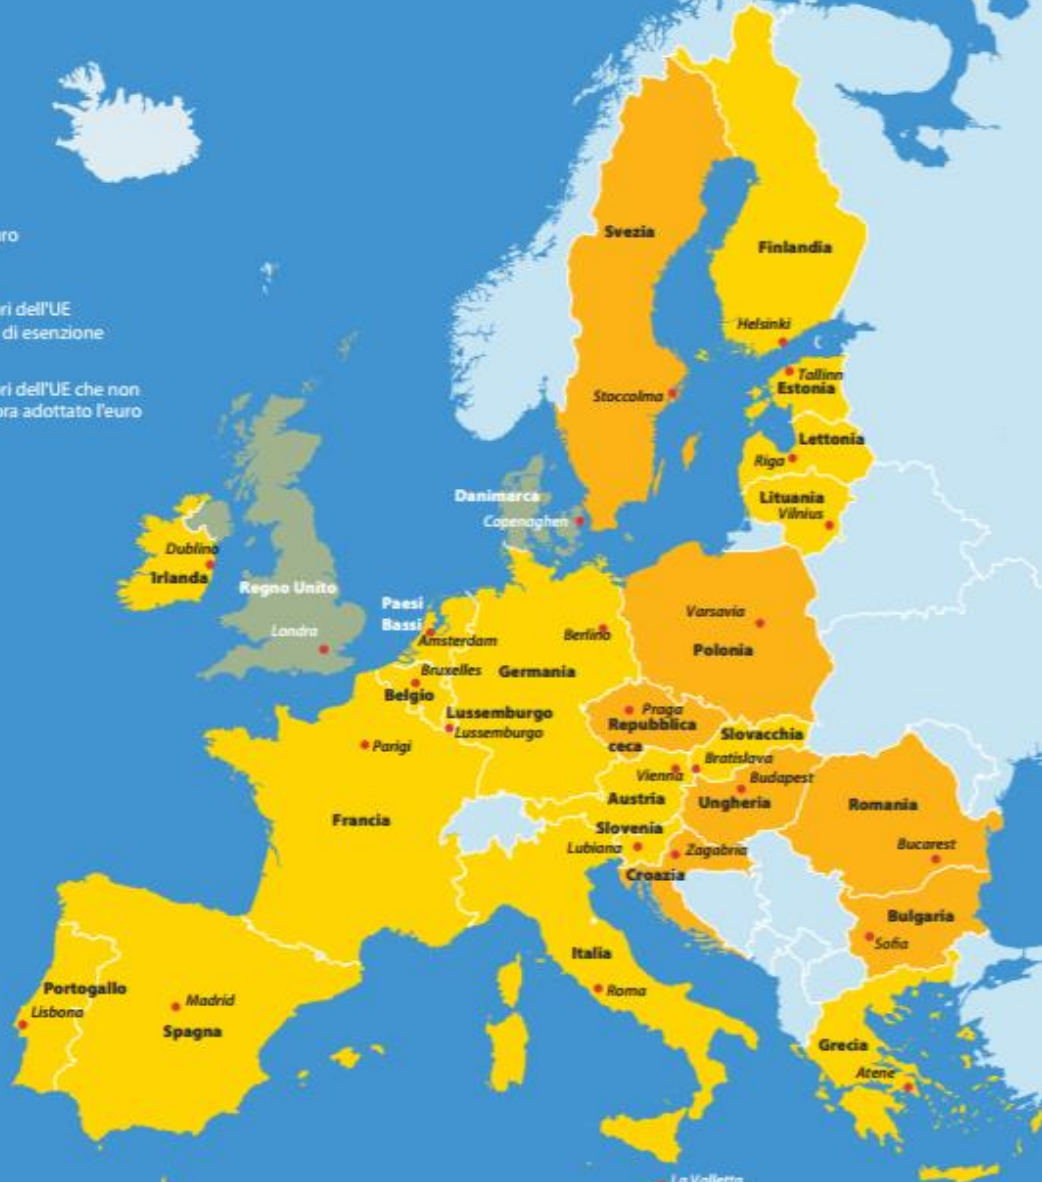 ro
ri dell'UE
di esenzione
ri dell'UE che non
ra adottato l'euro
Svezia
Finlandia
Helsinki
Tallinn
Estonia
Stoccolma
Lettonia
Riga
Lituania
Vilnius
Danimarca
Copenaghen
Dublino
Irlanda
Regno Unito
Londra
Paesi
Bassi
Amsterdam
Berlino
Germania
Varsavia
Polonia
Bruxelles
Belgio
Lussemburgo
Lussemburgo
Praga
Repubblica
ceca
Slovacchia
Parigi
Bratislava
Vienna
Budapest
Austria
Ungheria
Romania
Francia
Slovenia
Lubiana
Zagabria
Bucarest
Croazia
Bulgaria
Sofia
Italia
Roma
Portogallo
Lisbona
Madrid
Spagna
Grecia
Atene
La Valletta